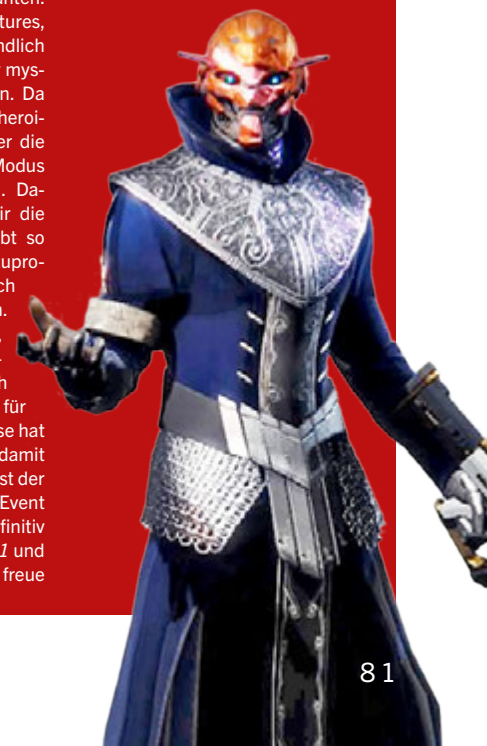 tures,
ndlich
mys-
n. Da
heroi-
er die
Modus
. Da-
ir die
bt so
upro-
ch
für
se hat
damit
st der
Event
finitiv
1 und
freue
81